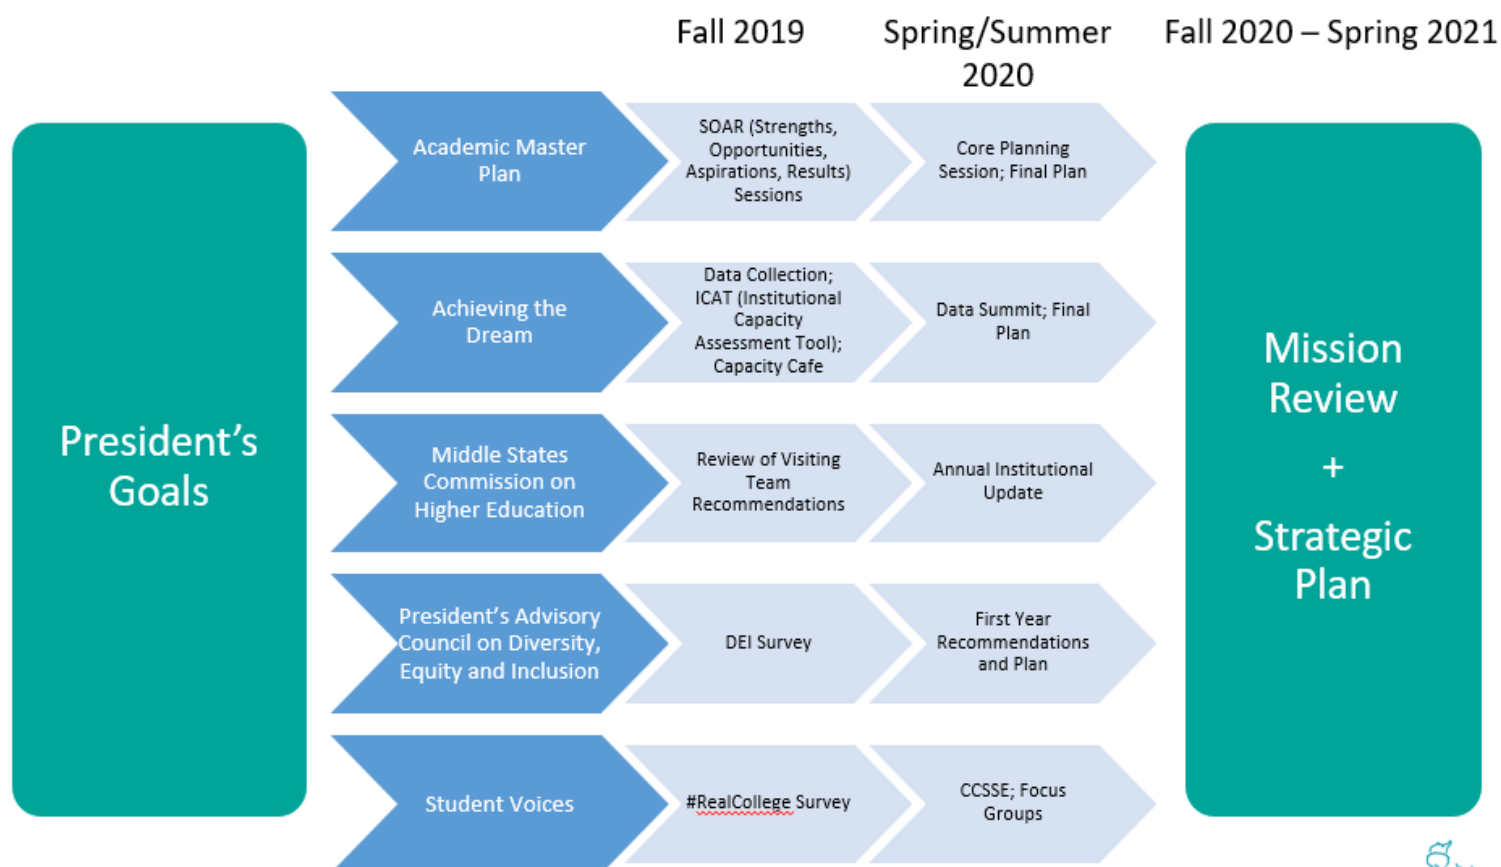 Fall 2019
Spring/Summer
2020
Fall 2020 – Spring 2021
President’s
Goals
Academic Master
Plan
SOAR (Strengths,
Opportunities,
Aspirations, Results)
Sessions
Core Planning
Session; Final Plan
Achieving the
Dream
Data Collection;
ICAT (Institutional
Capacity
Assessment Tool);
Capacity Cafe
Data Summit; Final
Plan
Middle States
Commission on
Higher Education
Review of Visiting
Team
Recommendations
Annual Institutional
Update
President’s Advisory
Council on Diversity,
Equity and Inclusion
DEI Survey
First Year
Recommendations
and Plan
Student Voices
#RealCollege Survey
CCSSE; Focus
Groups
Mission
Review
+
Strategic
Plan